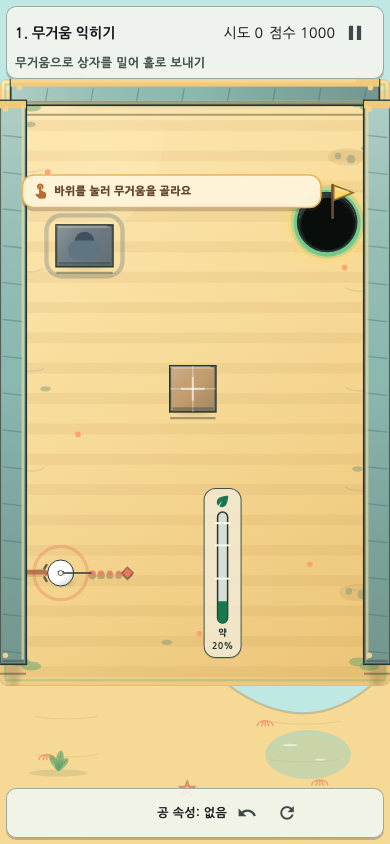 1. 무거움 익히기
시도 0 점수 1000
무거움으로 상자를 밀어 홀로 보내기
바위를 눌러 무거움을 골라요
약
20%
공 속성: 없음